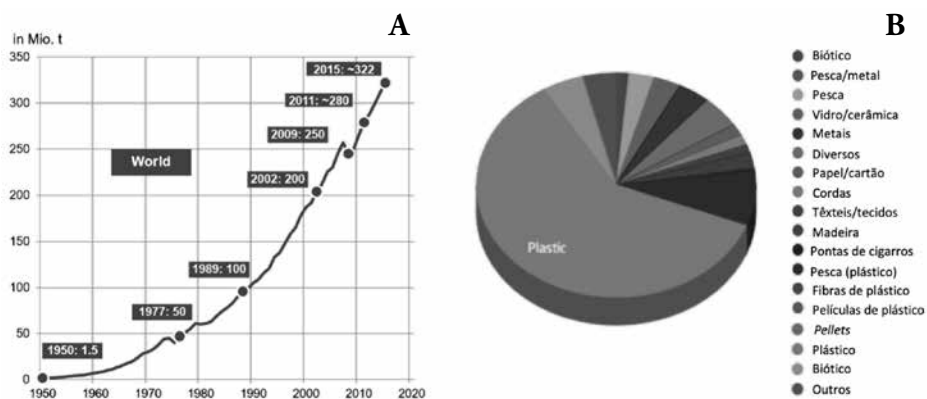 A
in Mio. t
350
300
250
200
150
100
50
0
World
2015: ~322
2011: ~280
2009: 250
2002: 200
1989: 100
1977: 50
1950: 1.5
1950 1960 1970 1980 1990 2000 2010 2020
B
Plastic
Biótico
Pesca/metal
Pesca
Vidro/cerâmica
Metais
Diversos
Papel/cartão
Cordas
Têxteis/tecidos
Madeira
Pontas de cigarros
Pesca (plástico)
Fibras de plástico
Películas de plástico
Pellets
Plástico
Biótico
Outros